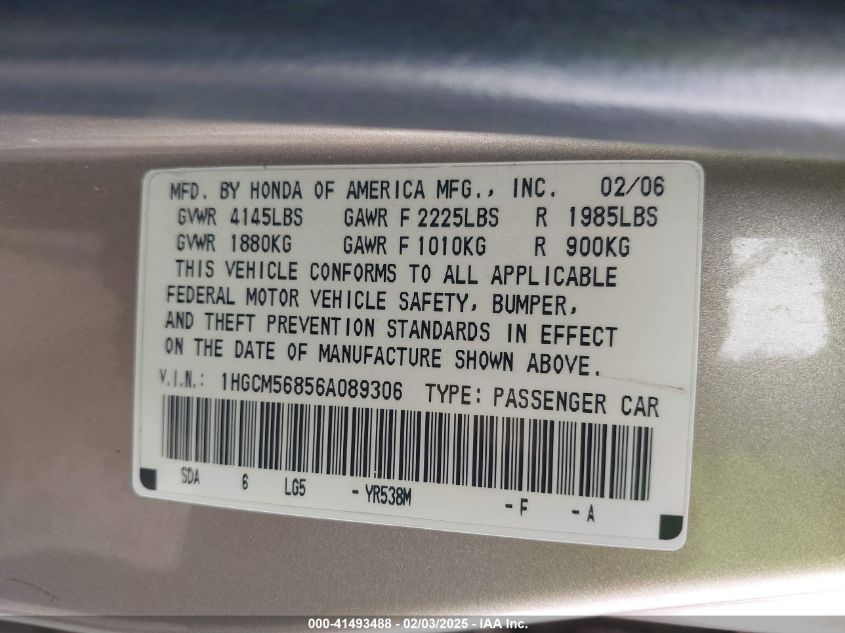 MFD. BY HONDA OF AMERICA MFG., INC. 02/06
GVWR 4145LBS GAWR F 2225LBS R 1985LBS
GVWR 1880KG GAWR F 1010KG R 900KG
THIS VEHICLE CONFORMS TO ALL APPLICABLE
FEDERAL MOTOR VEHICLE SAFETY, BUMPER,
AND THEFT PREVENTION STANDARDS IN EFFECT
ON THE DATE OF MANUFACTURE SHOWN ABOVE.
V.I.N.: 1HGCM56856A089306 TYPE: PASSENGER CAR
SDA 6 LG5 - YR538M - F - A
000-41493488 - 02/03/2025 - IAA Inc.